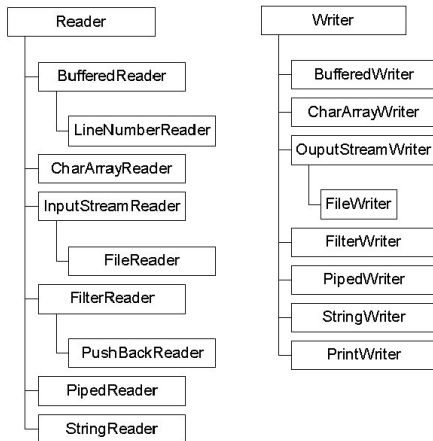 Reader
BufferedReader
LineNumberReader
CharArrayReader
InputStreamReader
FileReader
FilterReader
PushBackReader
PipedReader
StringReader
Writer
BufferedWriter
CharArrayWriter
OuputStreamWriter
FileWriter
FilterWriter
PipedWriter
StringWriter
PrintWriter